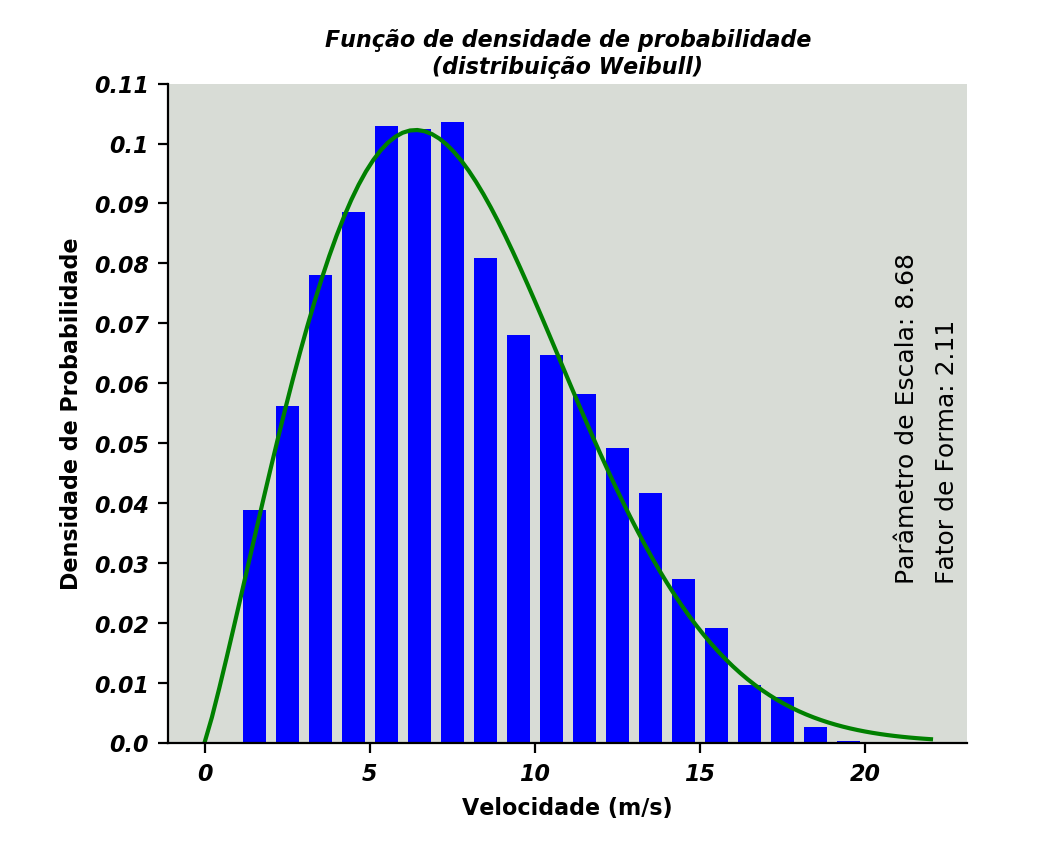 Função de densidade de probabilidade
(distribuição Weibull)
0.11
0.1
0.09
0.08
0.07
0.06
0.05
0.04
0.03
0.02
0.01
0.0
Densidade de Probabilidade
Parâmetro de Escala: 8.68
Fator de Forma: 2.11
0 5 10 15 20
Velocidade (m/s)